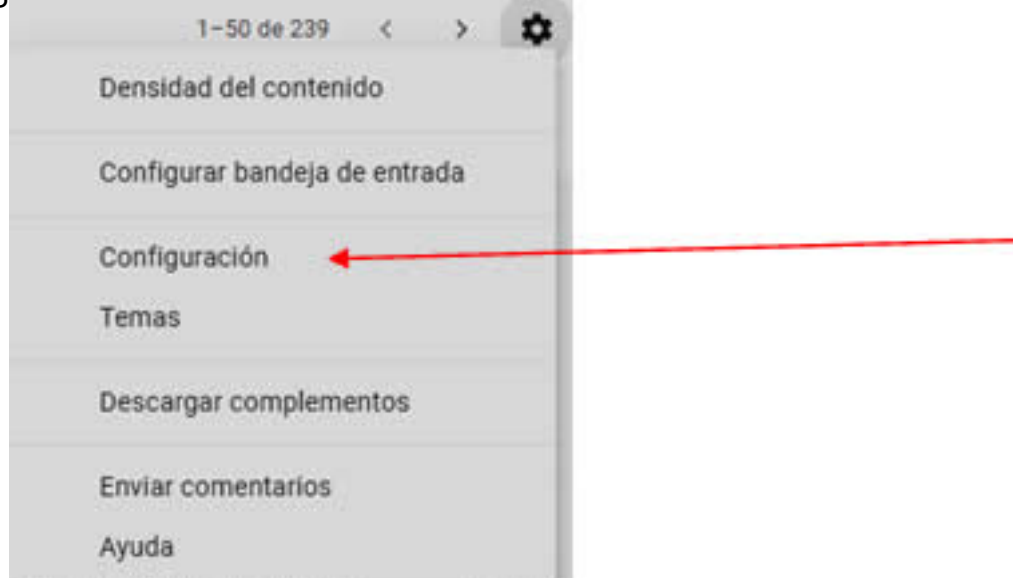 1–50 de 239
Densidad del contenido
Configurar bandeja de entrada
Configuración
Temas
Descargar complementos
Enviar comentarios
Ayuda